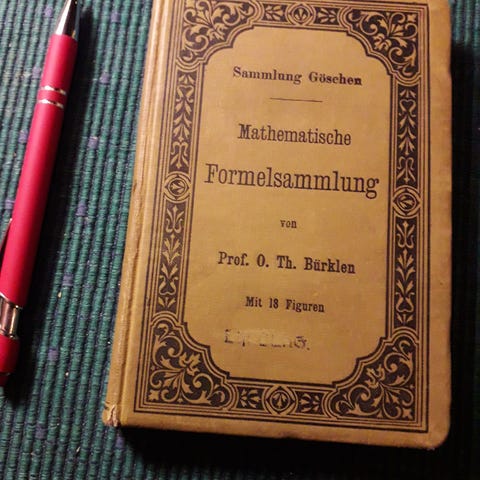 Sammlung Göschen
Mathematische
Formelsammlung
von
Prof. O. Th. Bürklen
Mit 18 Figuren